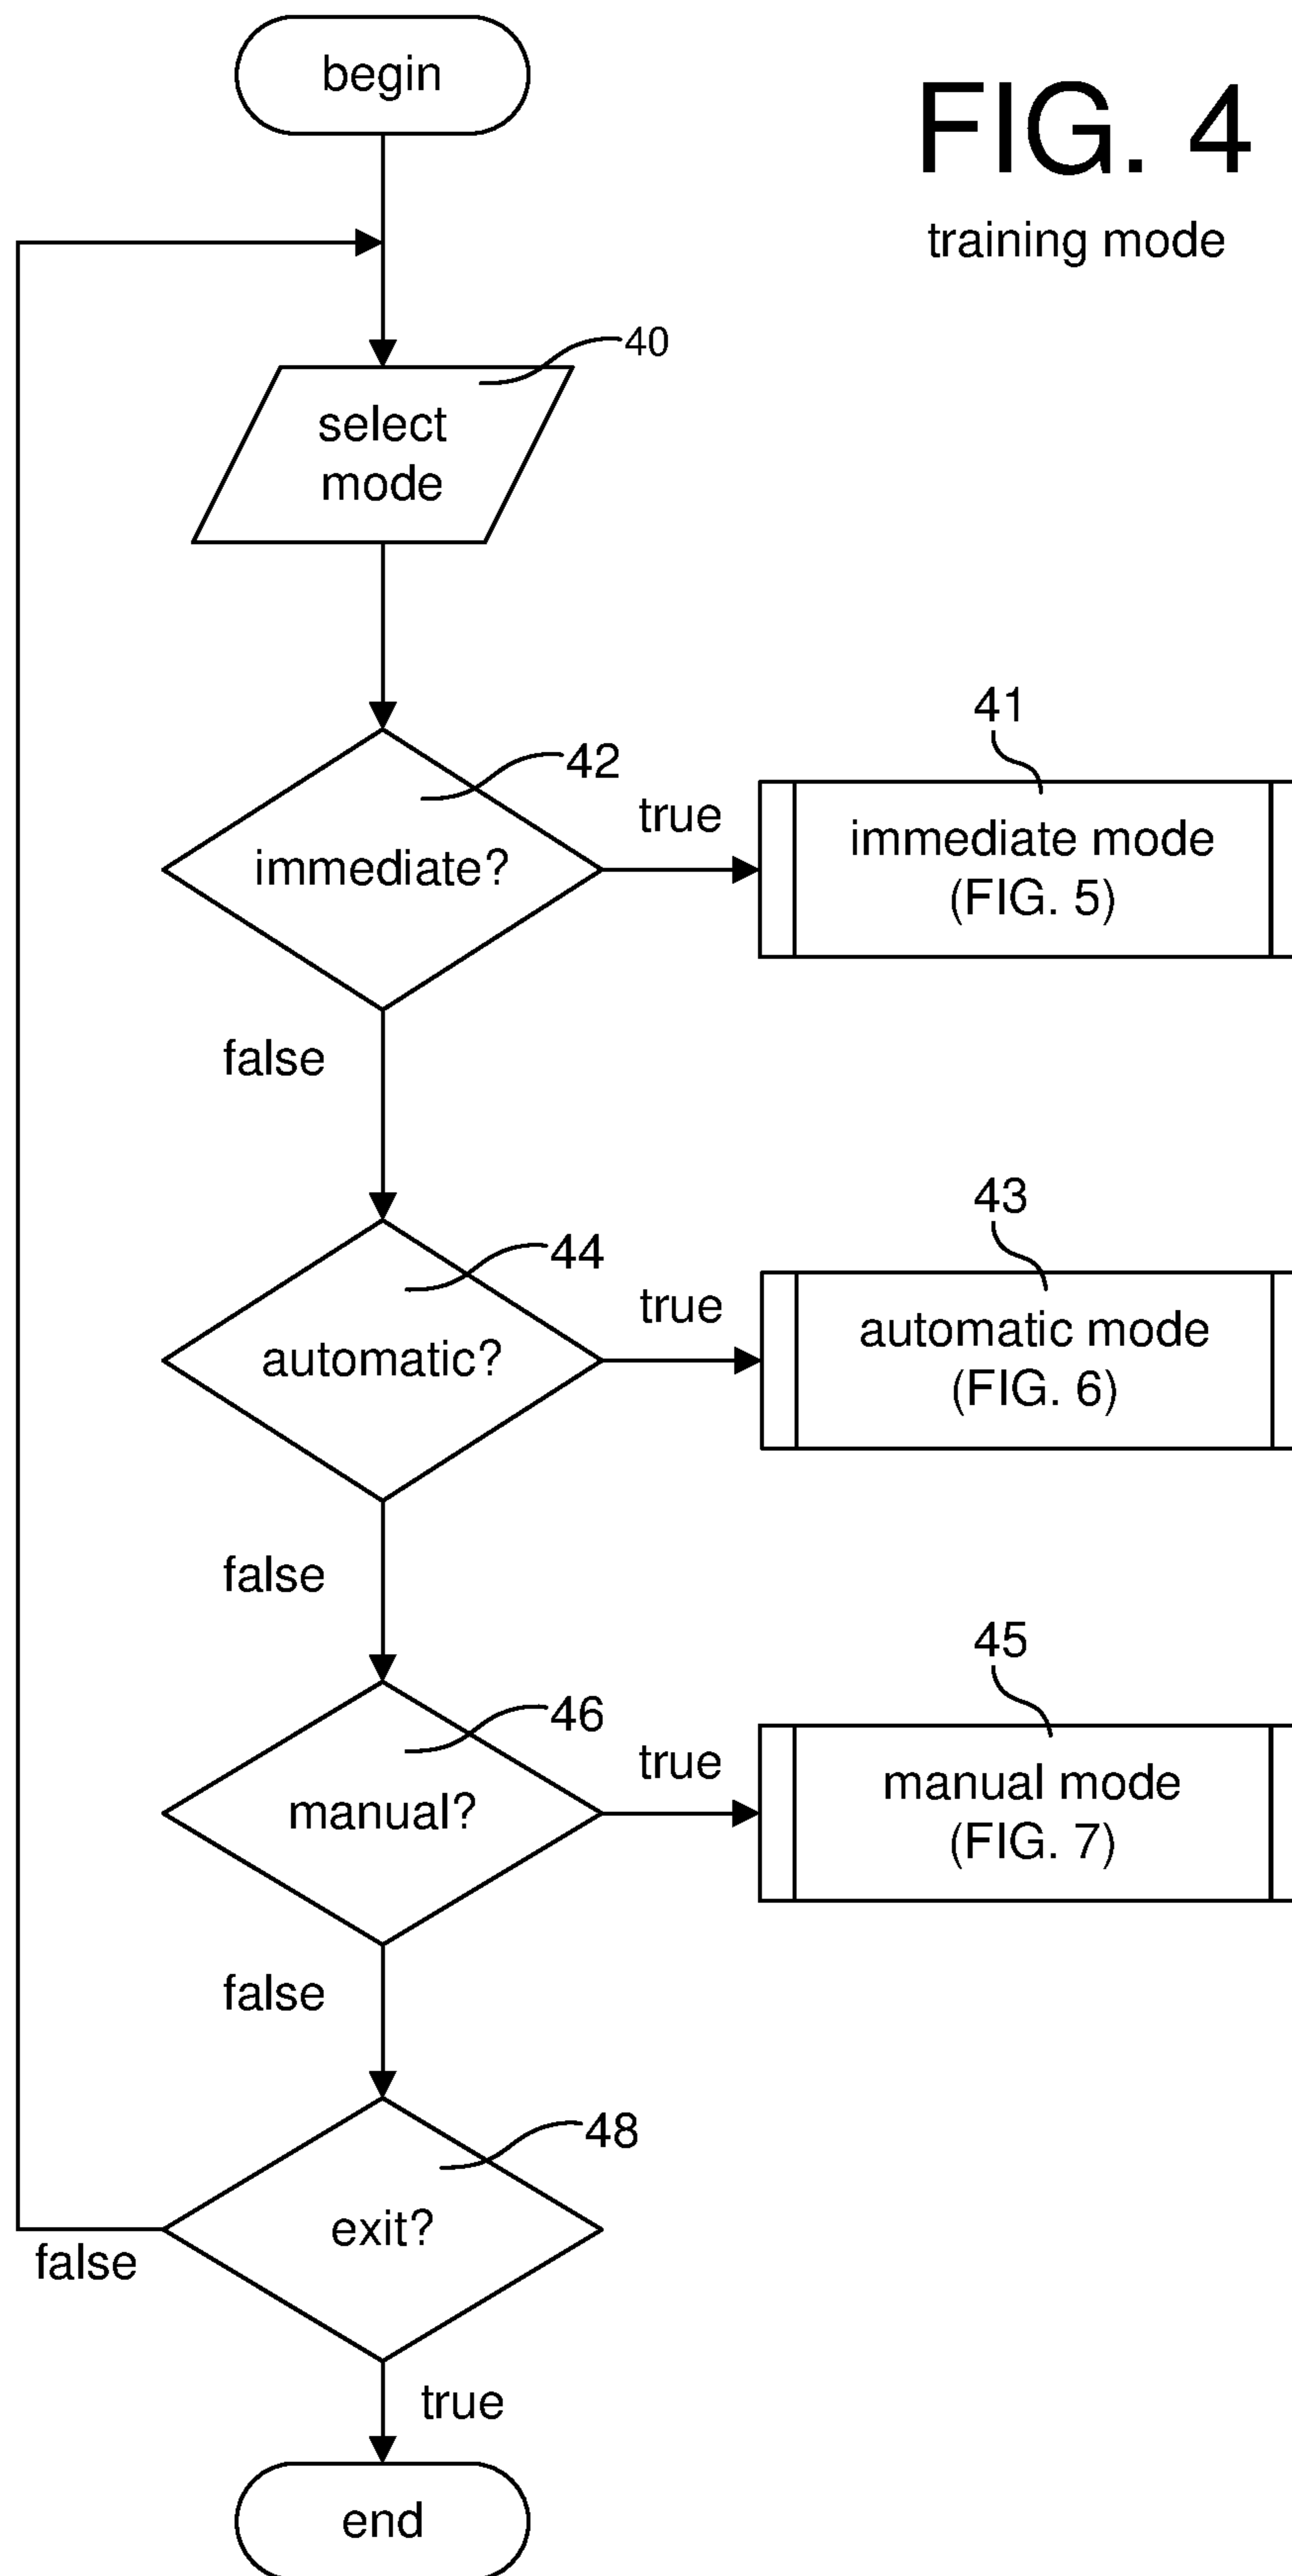 begin
FIG. 4
training mode
40
select
mode
41
42
true
immediate?
immediate mode
(FIG. 5)
false
43
44
true
automatic?
automatic mode
(FIG. 6)
false
45
46
true
manual?
manual mode
(FIG. 7)
false
48
exit?
false
true
end